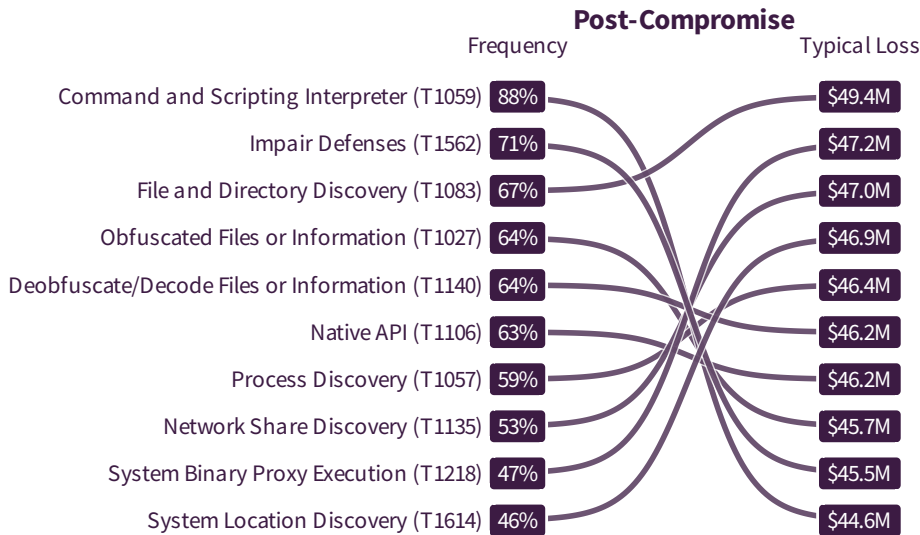 Post-Compromise
Frequency Typical Loss
Command and Scripting Interpreter (T1059) 88% $49.4M
Impair Defenses (T1562) 71% $47.2M
File and Directory Discovery (T1083) 67% $47.0M
Obfuscated Files or Information (T1027) 64% $46.9M
Deobfuscate/Decode Files or Information (T1140) 64% $46.4M
Native API (T1106) 63% $46.2M
Process Discovery (T1057) 59% $46.2M
Network Share Discovery (T1135) 53% $45.7M
System Binary Proxy Execution (T1218) 47% $45.5M
System Location Discovery (T1614) 46% $44.6M